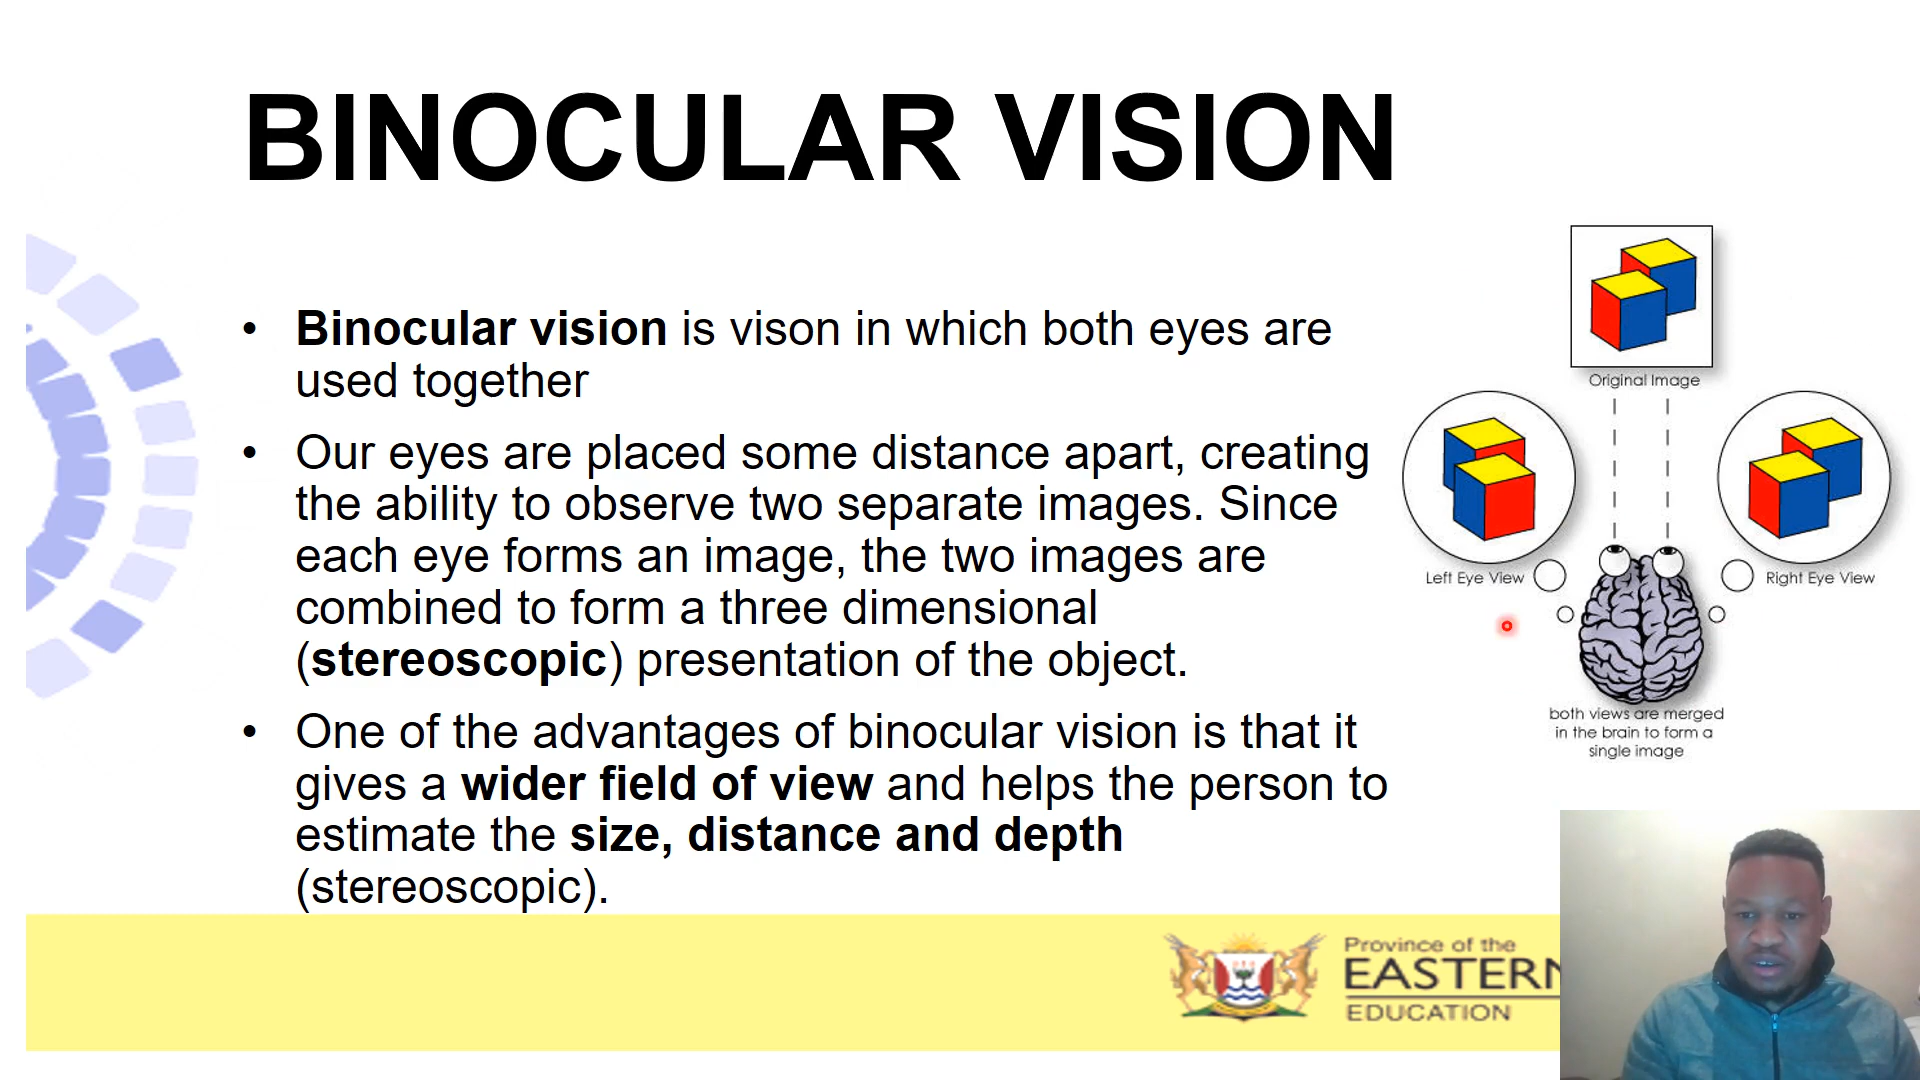 BINOCULAR VISION
• Binocular vision is vison in which both eyes are
used together
• Our eyes are placed some distance apart, creating
the ability to observe two separate images. Since
each eye forms an image, the two images are
combined to form a three dimensional
(stereoscopic) presentation of the object.
• One of the advantages of binocular vision is that it
gives a wider field of view and helps the person to
estimate the size, distance and depth
(stereoscopic).
Original Image
Left Eye View
Right Eye View
both views are merged
in the brain to form a
single image
Province of the
EASTERN
EDUCATION